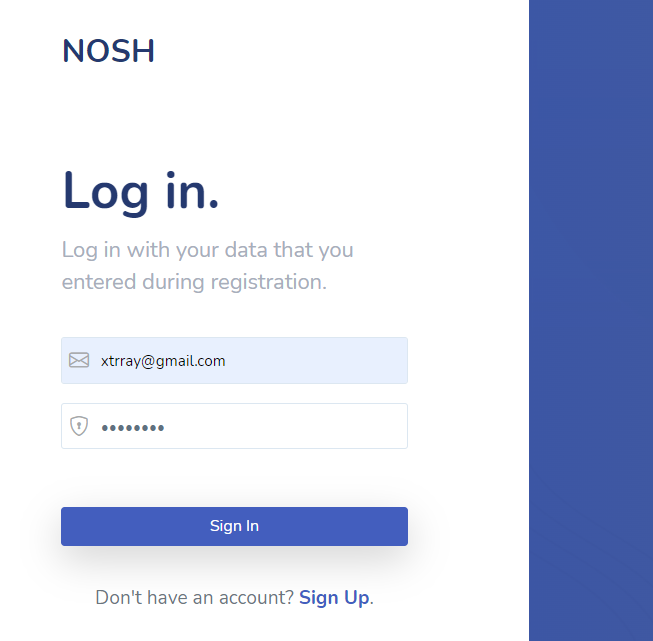 NOSH
Log in.
Log in with your data that you
entered during registration.
xtrray@gmail.com
••••••••
Sign In
Don't have an account? Sign Up.